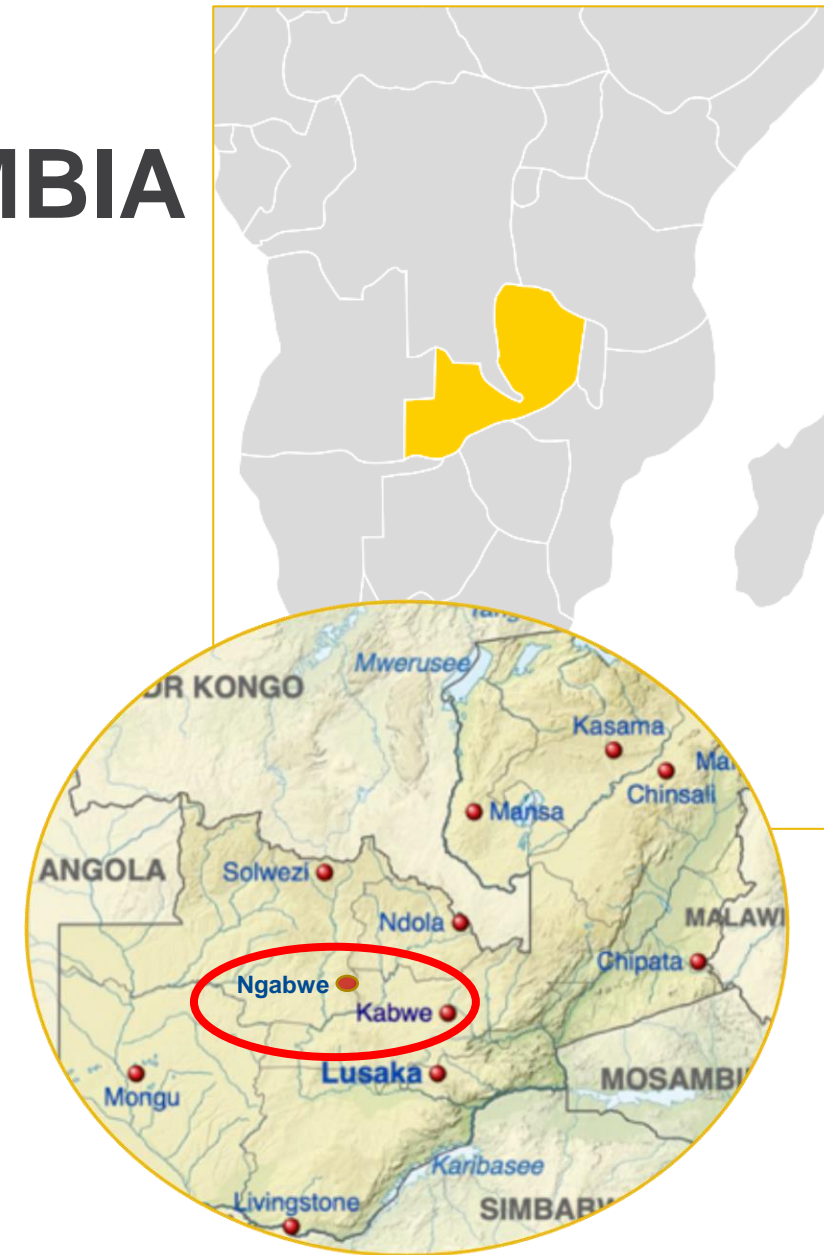 MBIA
Mwerusee
DR KONGO
Kasama
Mai
Chinsali
Mansa
ANGOLA
Solwezi
Ndola
MALAWI
Chipata
Ngabwe
Kabwe
Lusaka
MOSAMBI
Mongu
Karibasee
Livingstone
SIMBABW